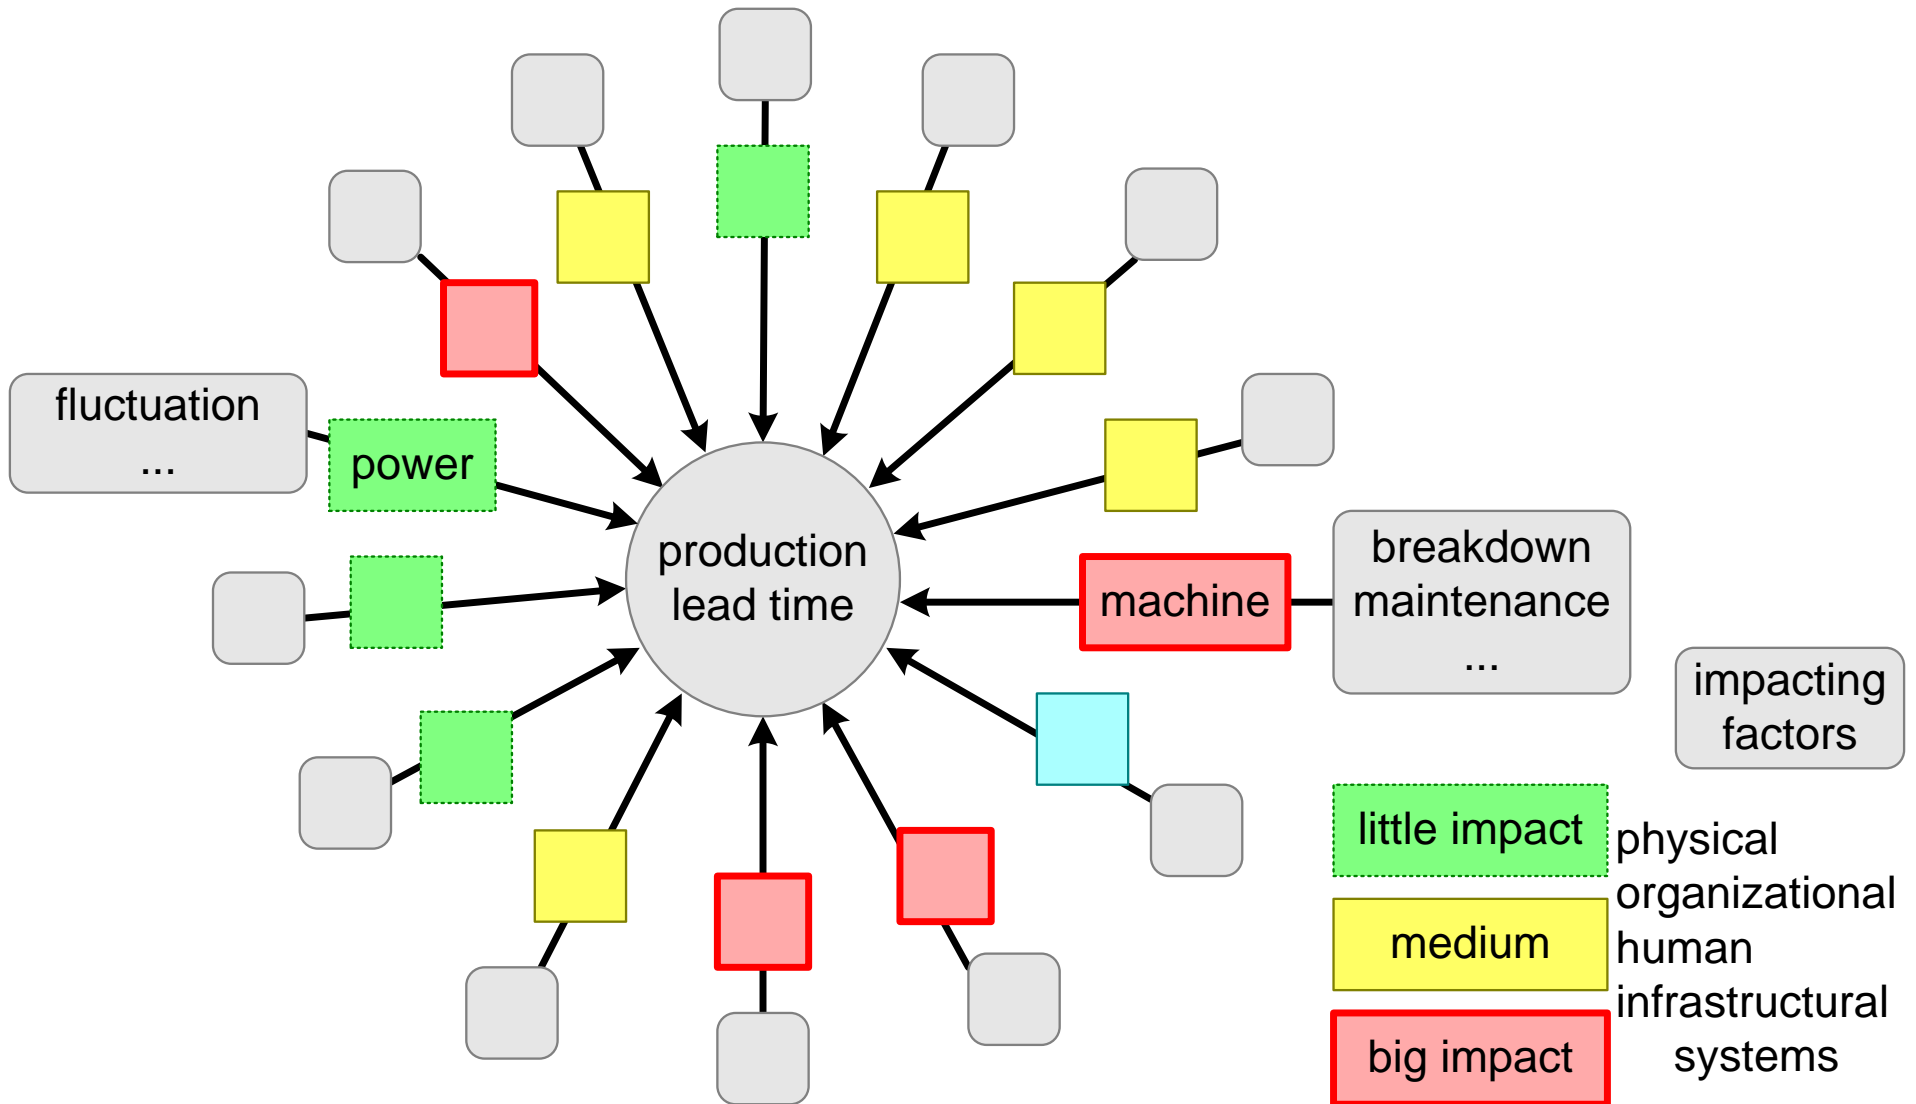 fluctuation
...
power
production
lead time
machine
breakdown
maintenance
...
impacting
factors
little impact
medium
big impact
physical
organizational
human
infrastructural
systems